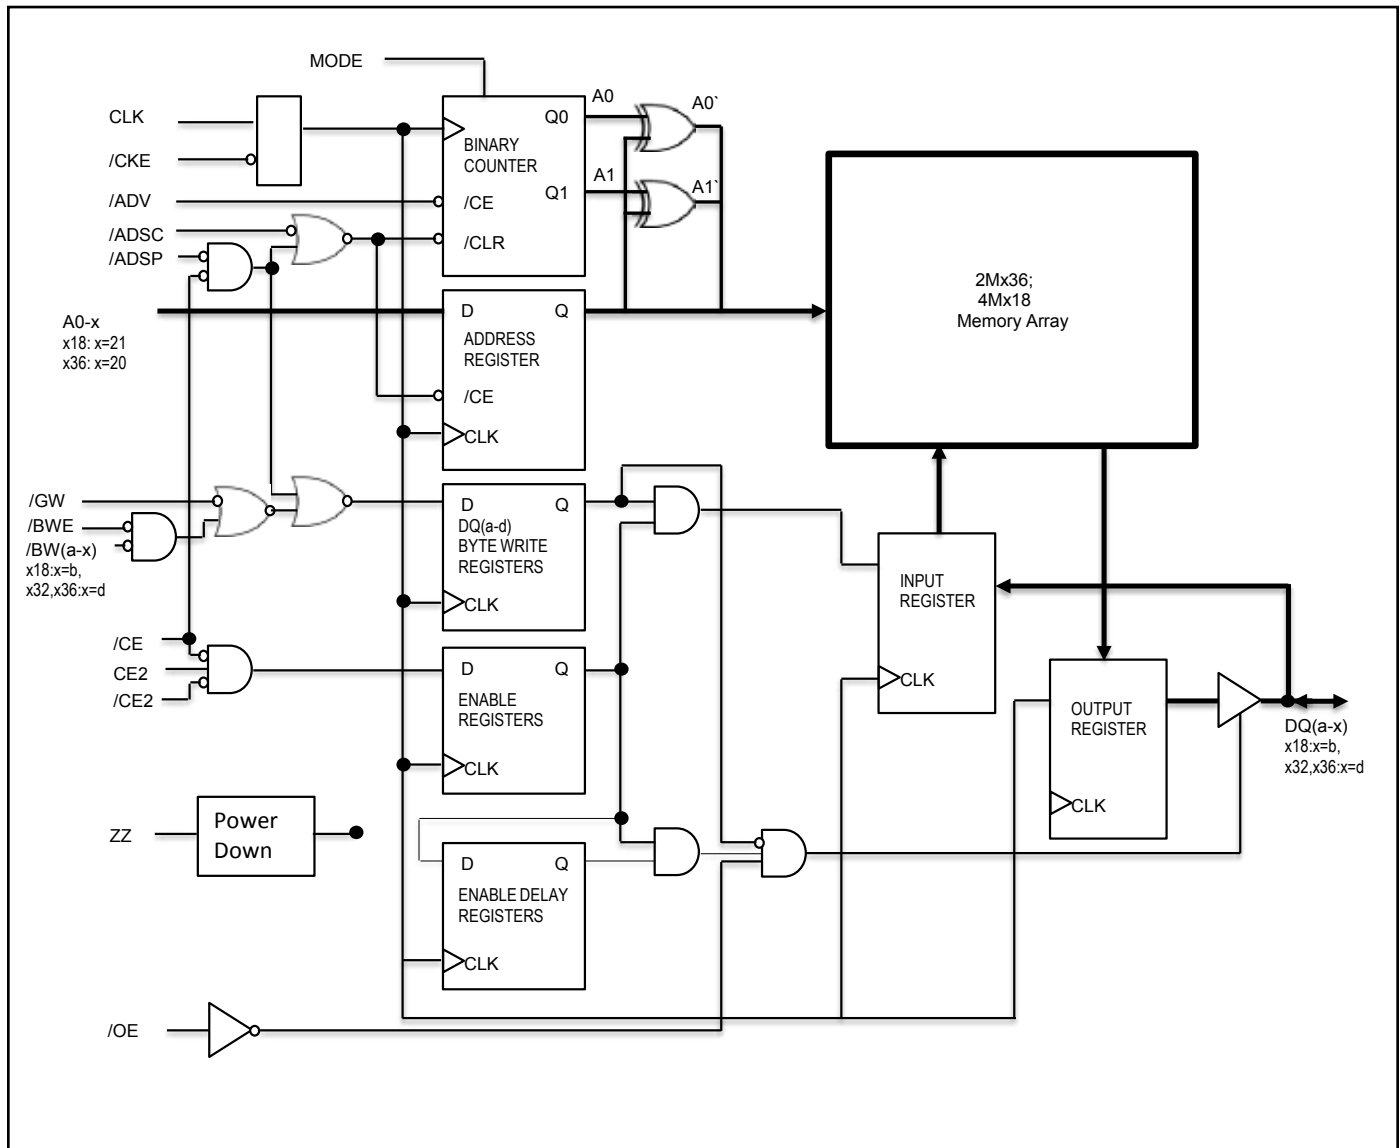 MODE
CLK
/CKE
/ADV
/ADSC
/ADSP
A0-x
x18: x=21
x36: x=20
/GW
/BWE
/BW(a-x)
x18:x=b,
x32,x36:x=d
/CE
CE2
/CE2
ZZ
Power
Down
/OE
Q0
BINARY
COUNTER
Q1
/CE
/CLR
A0
A0`
A1
A1`
D Q
ADDRESS
REGISTER
/CE
CLK
D Q
DQ(a-d)
BYTE WRITE
REGISTERS
CLK
D Q
ENABLE
REGISTERS
CLK
D Q
ENABLE DELAY
REGISTERS
CLK
2Mx36;
4Mx18
Memory Array
INPUT
REGISTER
CLK
OUTPUT
REGISTER
CLK
DQ(a-x)
x18:x=b,
x32,x36:x=d